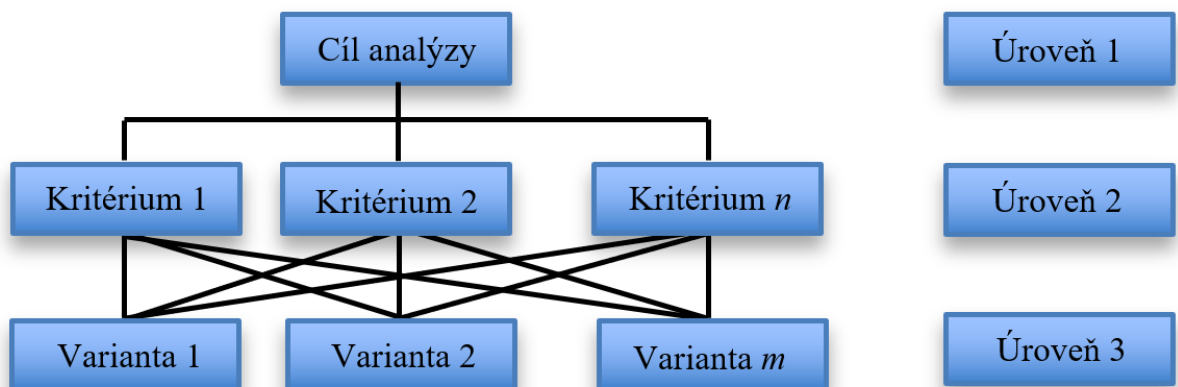 Cíl analýzy
Úroveň 1
Kritérium 1
Kritérium 2
Kritérium n
Úroveň 2
Varianta 1
Varianta 2
Varianta m
Úroveň 3